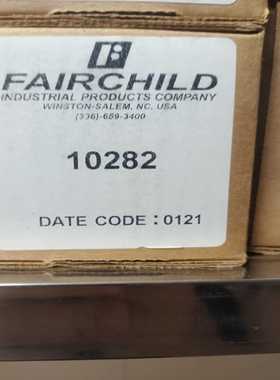 FAIRCHILD
INDUSTRIAL PRODUCTS COMPANY
WINSTON-SALEM, NC, USA
(336)-659-3400
10282
DATE CODE : 0121